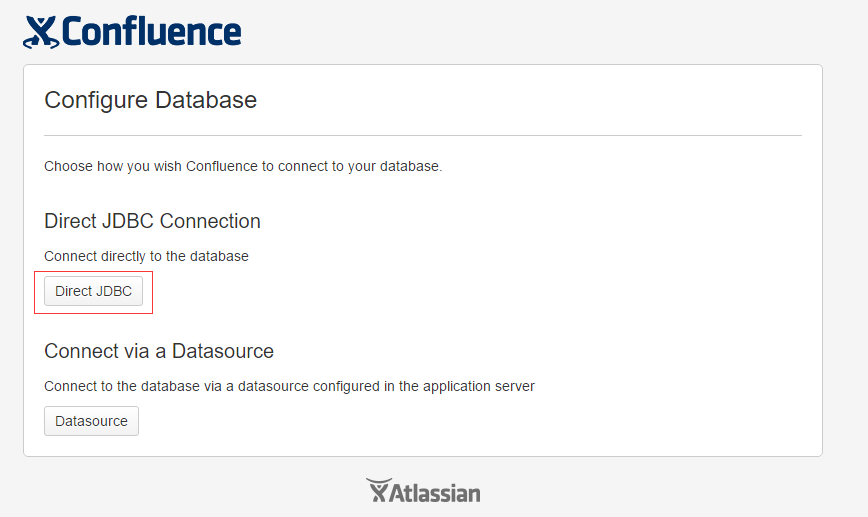 Confluence
Configure Database
Choose how you wish Confluence to connect to your database.
Direct JDBC Connection
Connect directly to the database
Direct JDBC
Connect via a Datasource
Connect to the database via a datasource configured in the application server
Datasource
Atlassian